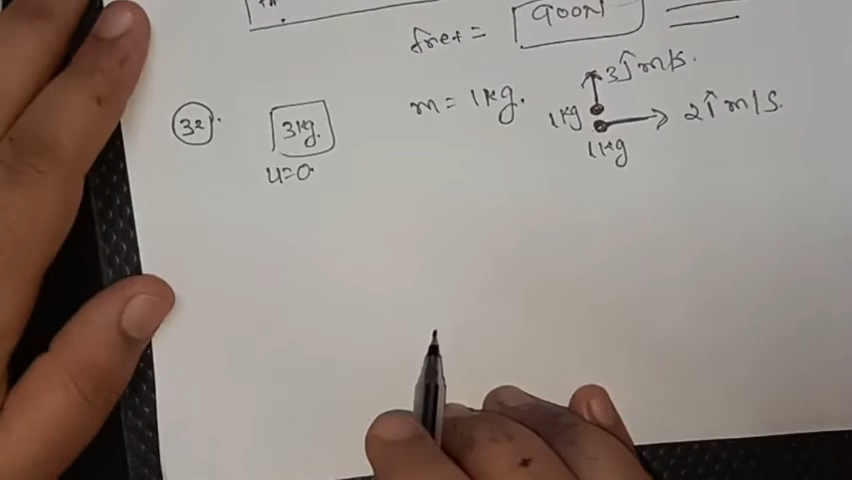 fnet = 900N
32. 3kg. m = 1kg. 3ĵ m/s.
1kg 2î m/s.
u=0 1kg